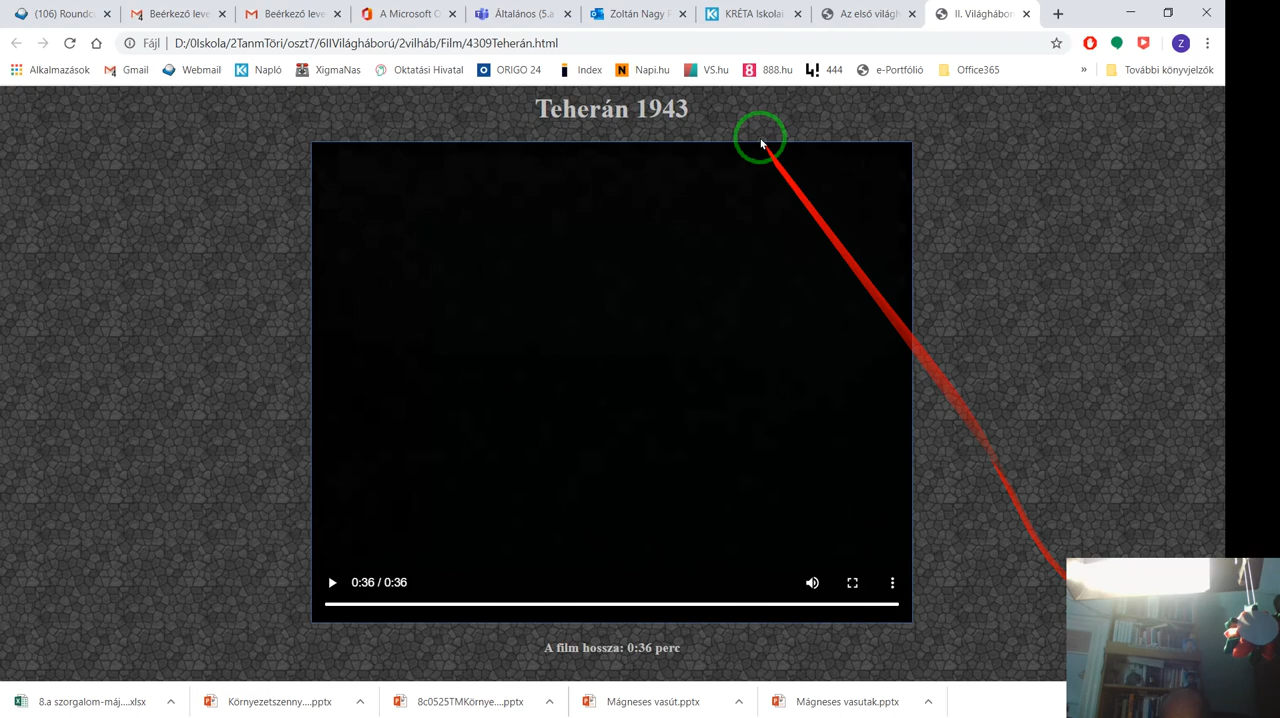 (106) Roundcu
Beérkező leve
Beérkező leve
A Microsoft O
Általános (5.a
Zoltán Nagy F
KRÉTA Iskolai
Az első világh
II. Világhábor
Fájl
D:/0Iskola/2TanmTöri/oszt7/6IIVilágháború/2vilháb/Film/4309Teherán.html
Z
Alkalmazások
Gmail
Webmail
Napló
XigmaNas
Oktatási Hivatal
ORIGO 24
Index
Napi.hu
VS.hu
888.hu
444
e-Portfólió
Office365
»
További könyvjelzők
Teherán 1943
0:36 / 0:36
A film hossza: 0:36 perc
8.a szorgalom-máj....xlsx
Környezetszenny....pptx
8c0525TMKörnye....pptx
Mágneses vasút.pptx
Mágneses vasutak.pptx